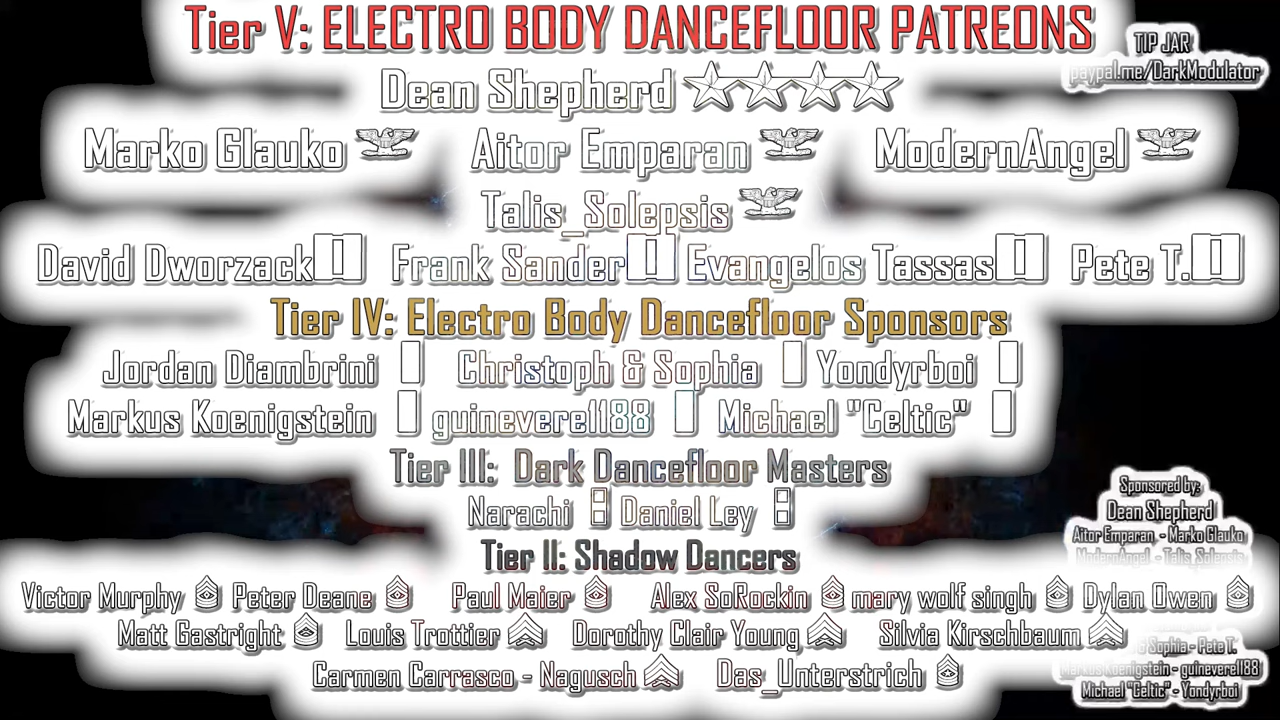 Tier V: ELECTRO BODY DANCEFLOOR PATREONS
TIP JAR
paypal.me/DarkModulator
Dean Shepherd
Marko Glauko Aitor Emparan ModernAngel
Talis_Solepsis
David Dworzack Frank Sander Evangelos Tassas Pete T.
Tier IV: Electro Body Dancefloor Sponsors
Jordan Diambrini Christoph & Sophia Yondyrboi
Markus Koenigstein guinevere1188 Michael "Celtic"
Tier III: Dark Dancefloor Masters
Narachi Daniel Ley
Tier II: Shadow Dancers
Victor Murphy Peter Deane Paul Maier Alex SoRockin mary wolf singh Dylan Owen
Matt Gastright Louis Trottier Dorothy Clair Young Silvia Kirschbaum
Carmen Carrasco - Nagusch Das_Unterstrich
Sponsored by:
Dean Shepherd
Aitor Emparan, - Marko Glauko
ModernAngel - Talis_Solepsis
& Sophia - Pete T.
Markus Koenigstein - guinevere1188
Michael "Celtic" - Yondyrboi